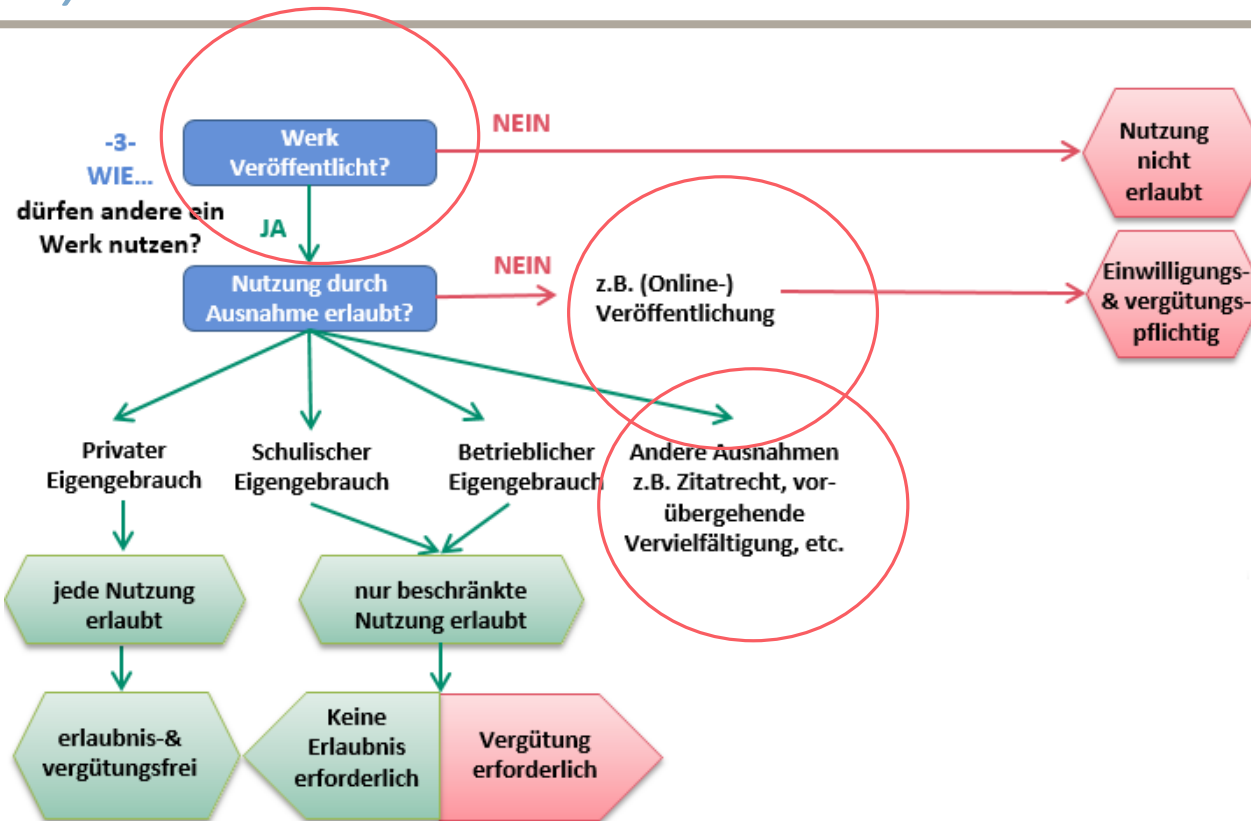 -3-
WIE...
dürfen andere ein
Werk nutzen?
Werk
Veröffentlicht?
NEIN
Nutzung
nicht
erlaubt
JA
Nutzung durch
Ausnahme erlaubt?
NEIN
z.B. (Online-)
Veröffentlichung
Einwilligungs-
& vergütungs-
pflichtig
Privater
Eigengebrauch
Schulischer
Eigengebrauch
Betrieblicher
Eigengebrauch
Andere Ausnahmen
z.B. Zitatrecht, vor-
übergehende
Vervielfältigung, etc.
jede Nutzung
erlaubt
nur beschränkte
Nutzung erlaubt
erlaubnis-&
vergütungsfrei
Keine
Erlaubnis
erforderlich
Vergütung
erforderlich